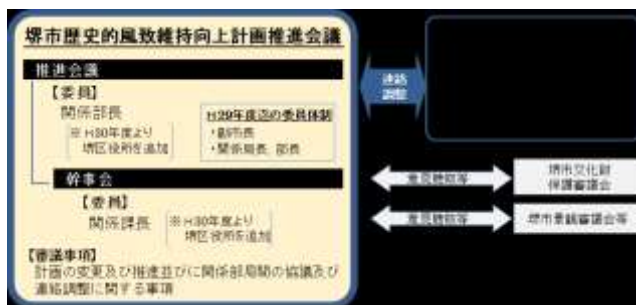 堺市歴史的風致維持向上計画推進会議
推進会議
【委員】
関係部長
※H30年度より
堺区役所を追加
H29年度迄の委員体制
・副市長
・関係局長、部長
幹事会
【委員】
関係課長
※H30年度より
堺区役所を追加
【審議事項】
計画の変更及び推進並びに関係部局間の協議及び
連絡調整に関する事項
連絡
調整
意見聴取等
堺市文化財
保護審議会
意見聴取等
堺市景観審議会等